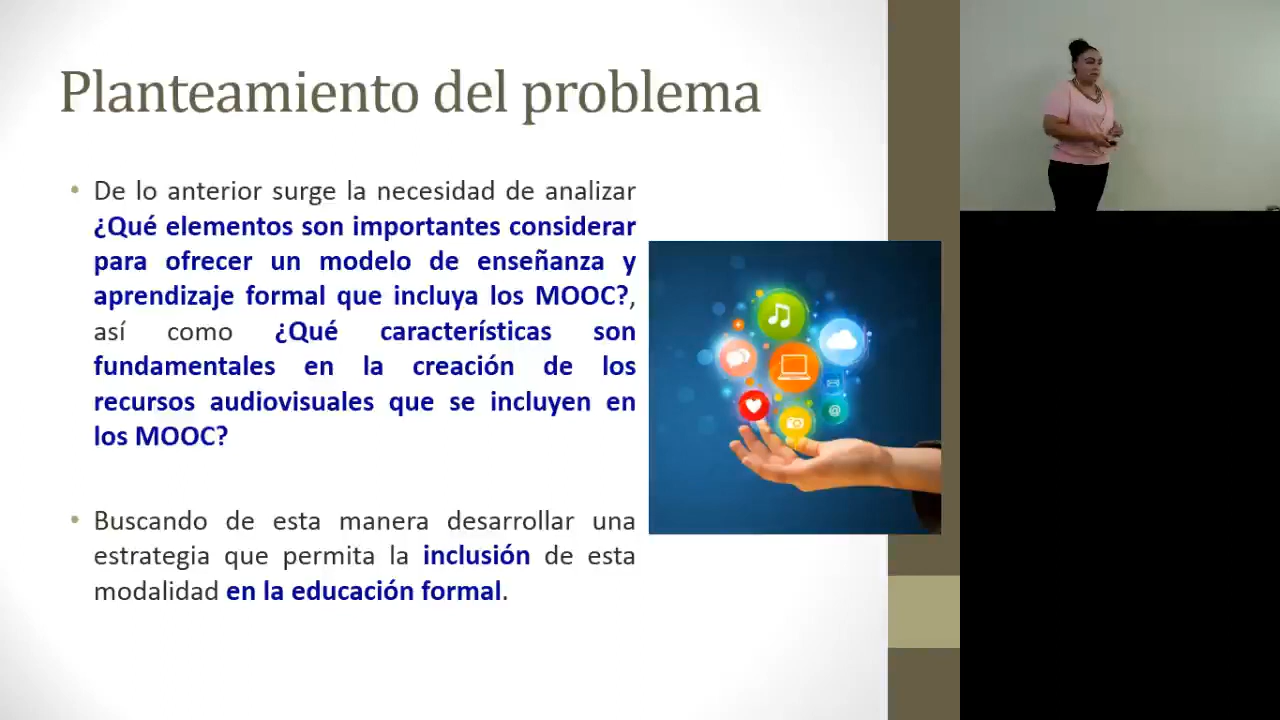 Planteamiento del problema
• De lo anterior surge la necesidad de analizar
¿Qué elementos son importantes considerar
para ofrecer un modelo de enseñanza y
aprendizaje formal que incluya los MOOC?,
así como ¿Qué características son
fundamentales en la creación de los
recursos audiovisuales que se incluyen en
los MOOC?
• Buscando de esta manera desarrollar una
estrategia que permita la inclusión de esta
modalidad en la educación formal.
@